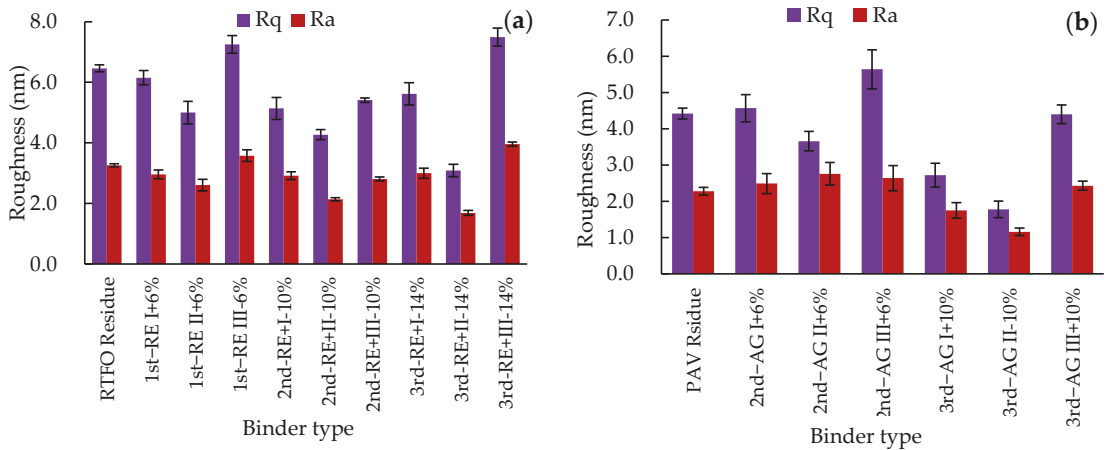 Rq Ra
(a)
Roughness (nm)
8.0
6.0
4.0
2.0
0.0
RTFO Residue
1st–RE I+6%
1st–RE II+6%
1st–RE III-6%
2nd-RE+I-10%
2nd-RE+II-10%
2nd-RE+III-10%
3rd-RE+I-14%
3rd-RE+II-14%
3rd-RE+III-14%
Binder type
Rq Ra
(b)
Roughness (nm)
7.0
6.0
5.0
4.0
3.0
2.0
1.0
0.0
PAV Rsidue
2nd–AG I+6%
2nd–AG II+6%
2nd–AG III+6%
3rd–AG I+10%
3rd–AG II-10%
3rd–AG III+10%
Binder type